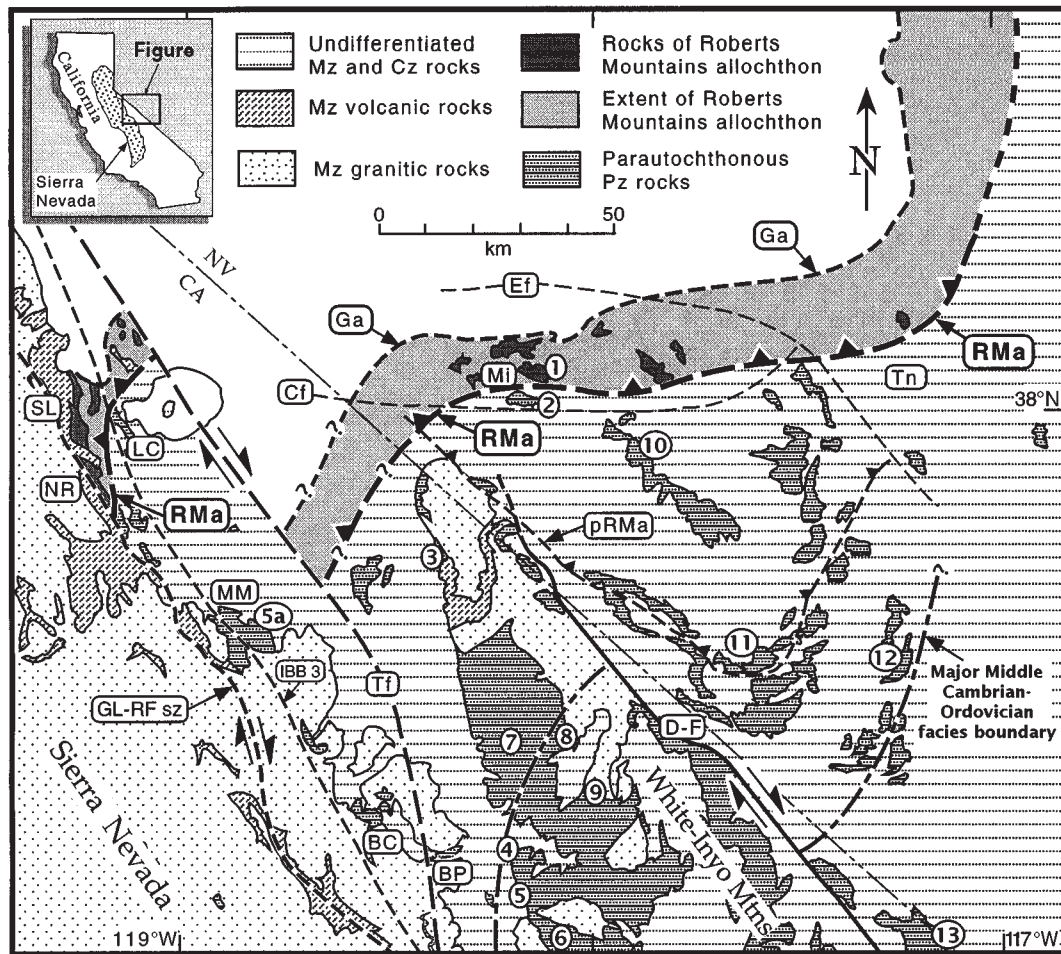 Figure
California
Sierra
Nevada
Undifferentiated
Mz and Cz rocks
Mz volcanic rocks
Mz granitic rocks
Rocks of Roberts
Mountains allochthon
Extent of Roberts
Mountains allochthon
Parautochthonous
Pz rocks
N
0
50
km
NV
CA
Ef
Ga
Ga
RMa
Mi
1
Cf
2
Tn
38°N
SL
LC
RMa
10
NR
RMa
?
?
?
3
pRMa
MM
5a
11
12
?
Major Middle
Cambrian-
Ordovician
facies boundary
IBB 3
Tf
GL-RF sz
D-F
7
8
9
White-Inyo Mtns
Sierra Nevada
BC
BP
4
5
6
13
119°W
117°W